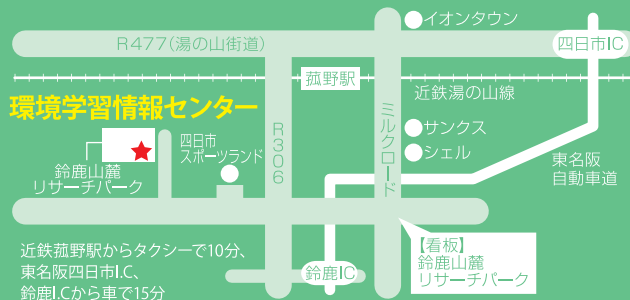 イオンタウン
R477(湯の山街道)
四日市IC
菰野駅
近鉄湯の山線
環境学習情報センター
ミルクロード
R306
サンクス
シェル
四日市
スポーツランド
鈴鹿山麓
リサーチパーク
東名阪
自動車道
【看板】
鈴鹿山麓
リサーチパーク
鈴鹿IC
近鉄菰野駅からタクシーで10分、
東名阪四日市I.C、
鈴鹿I.Cから車で15分